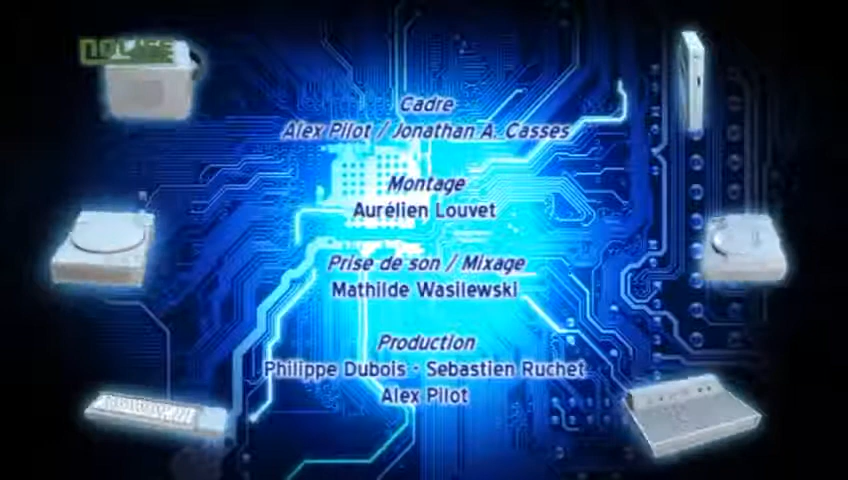 NOLIFE
Cadre
Alex Pilot / Jonathan A. Casses
Montage
Aurélien Louvet
Prise de son / Mixage
Mathilde Wasilewski
Production
Philippe Dubois - Sebastien Ruchet
Alex Pilot